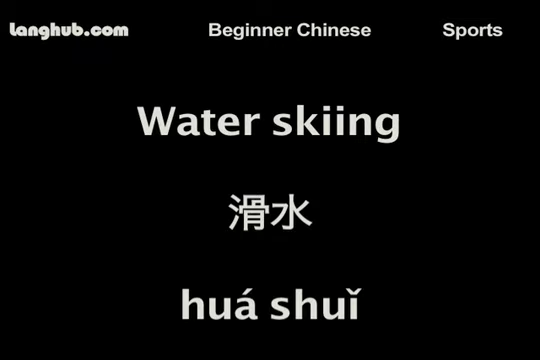 Langhub.com Beginner Chinese Sports
Water skiing
滑水
huá shuǐ